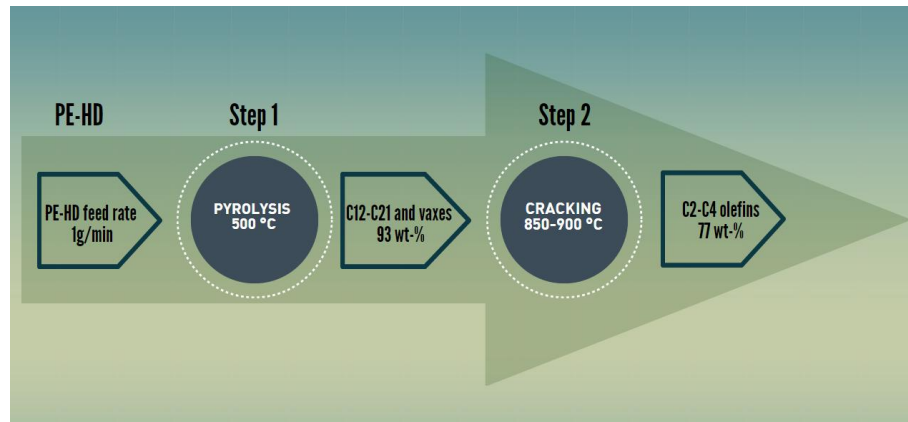 PE-HD
Step 1
Step 2
PE-HD feed rate
1g/min
PYROLYSIS
500 °C
C12-C21 and vaxes
93 wt-%
CRACKING
850-900 °C
C2-C4 olefins
77 wt-%